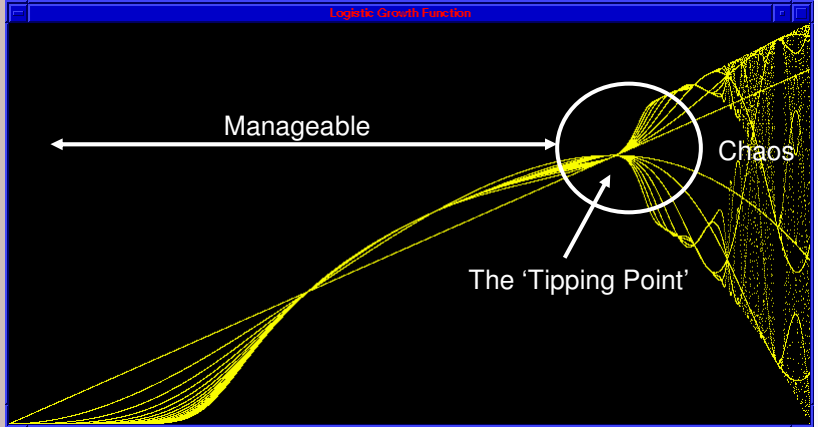 Logistic Growth Function
Manageable
Chaos
The ‘Tipping Point’